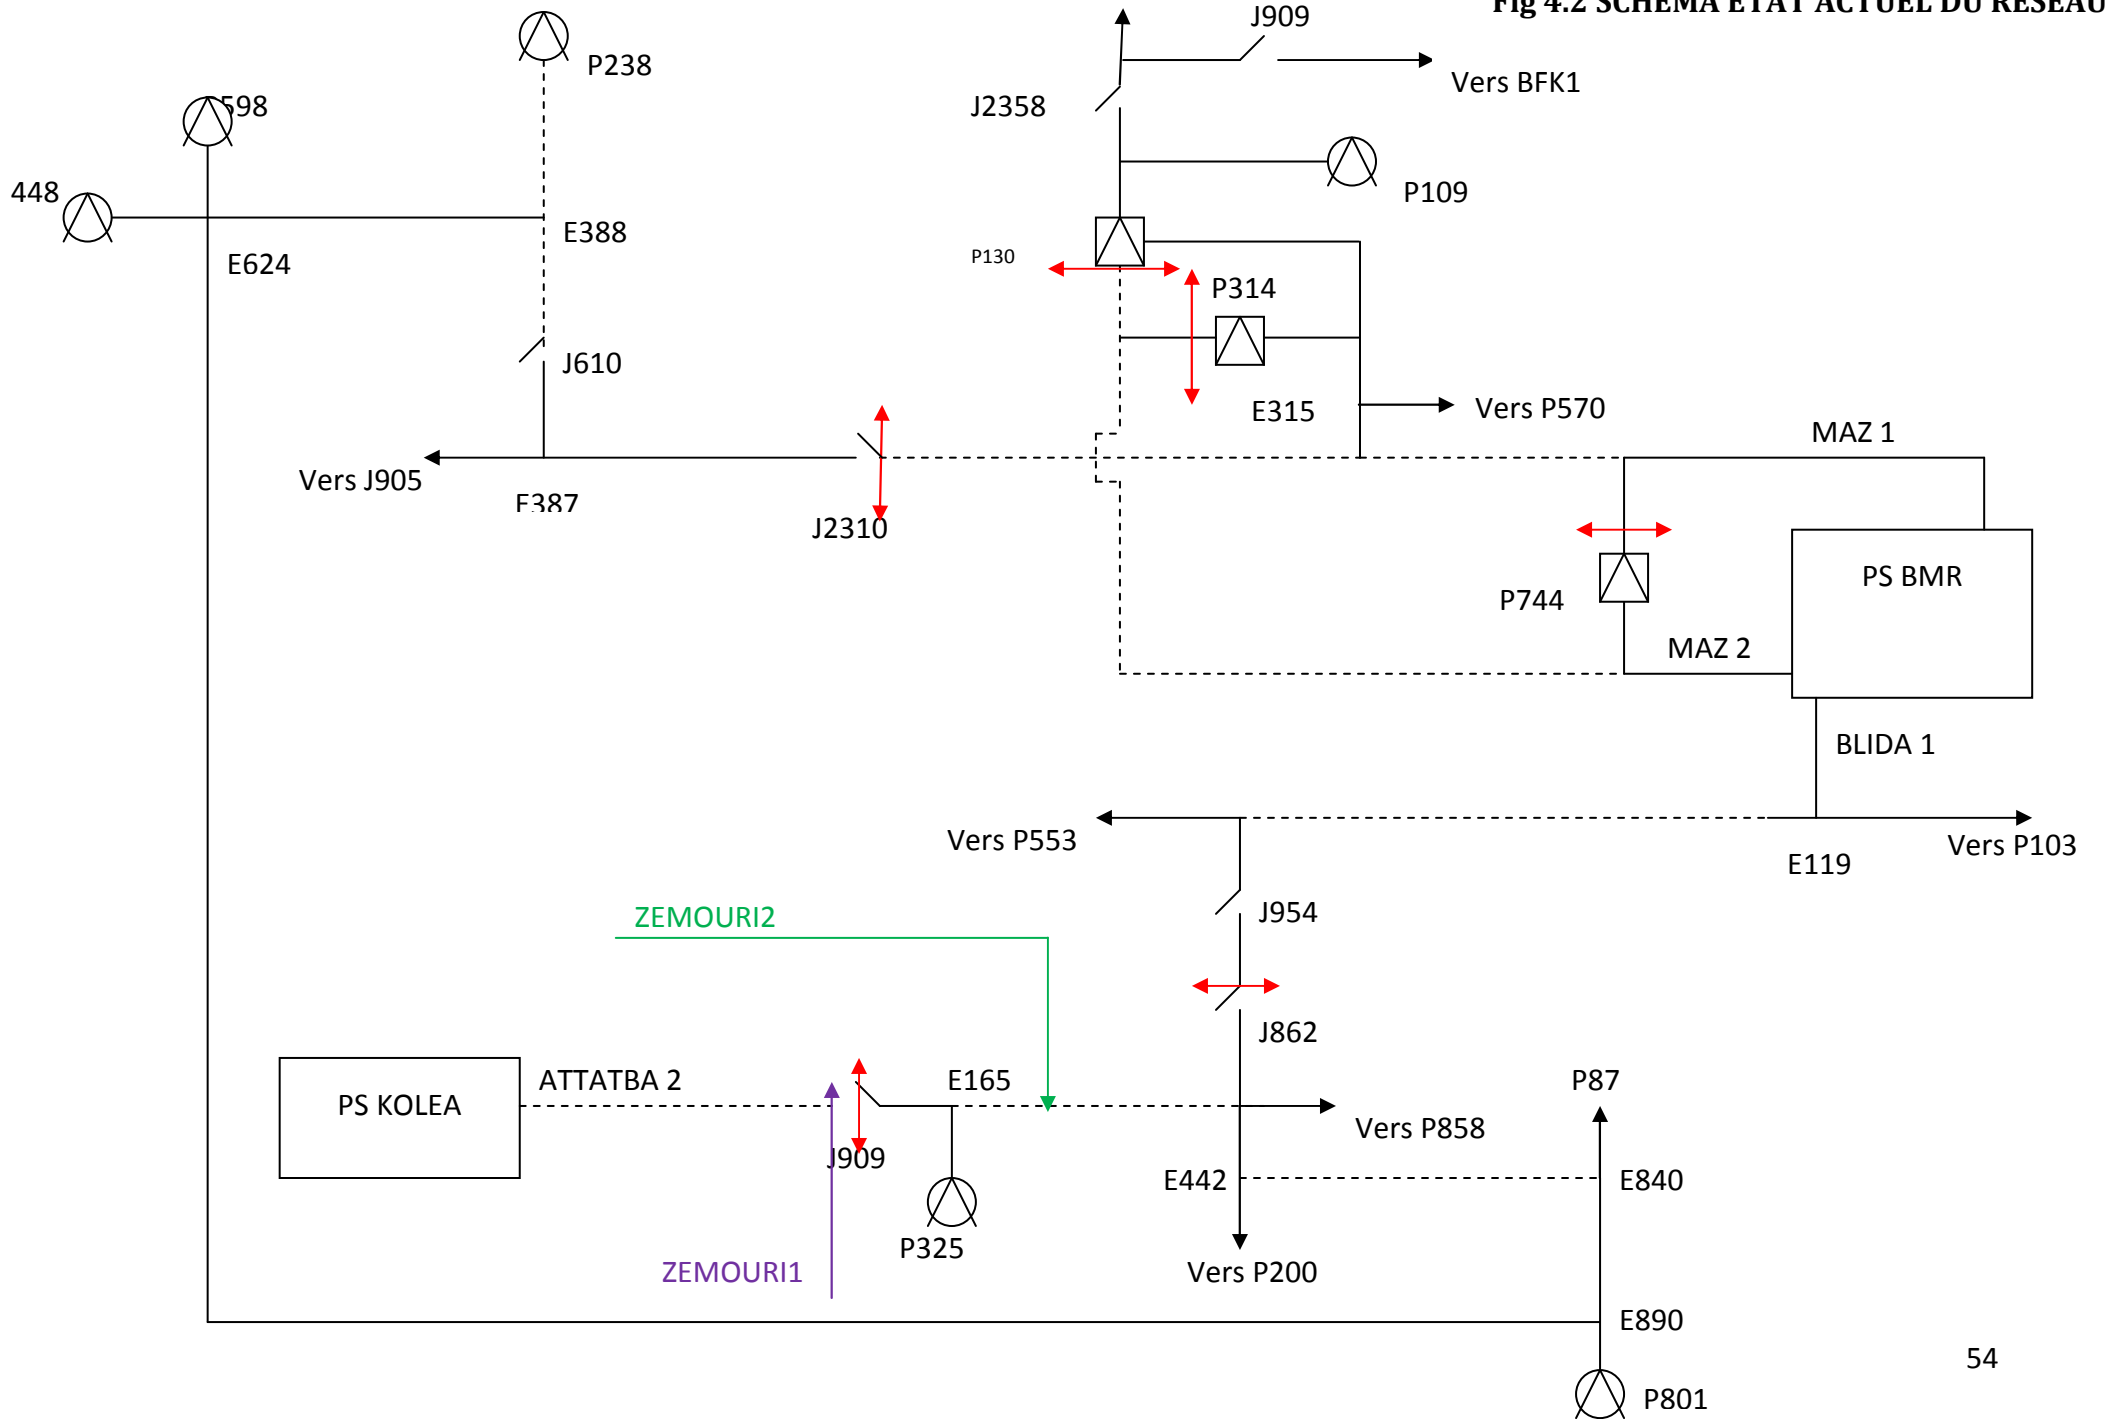 Fig 4.2 SCHEMA ETAT ACTUEL DU RESEAU
J909
P238
Vers BFK1
598
J2358
448
P109
E388
E624
P130
P314
J610
E315
Vers P570
MAZ 1
Vers J905
E387
J2310
PS BMR
P744
MAZ 2
BLIDA 1
Vers P553
E119
Vers P103
ZEMOURI2
J954
J862
ATTATBA 2
E165
P87
PS KOLEA
Vers P858
J909
E442
E840
P325
ZEMOURI1
Vers P200
E890
54
P801